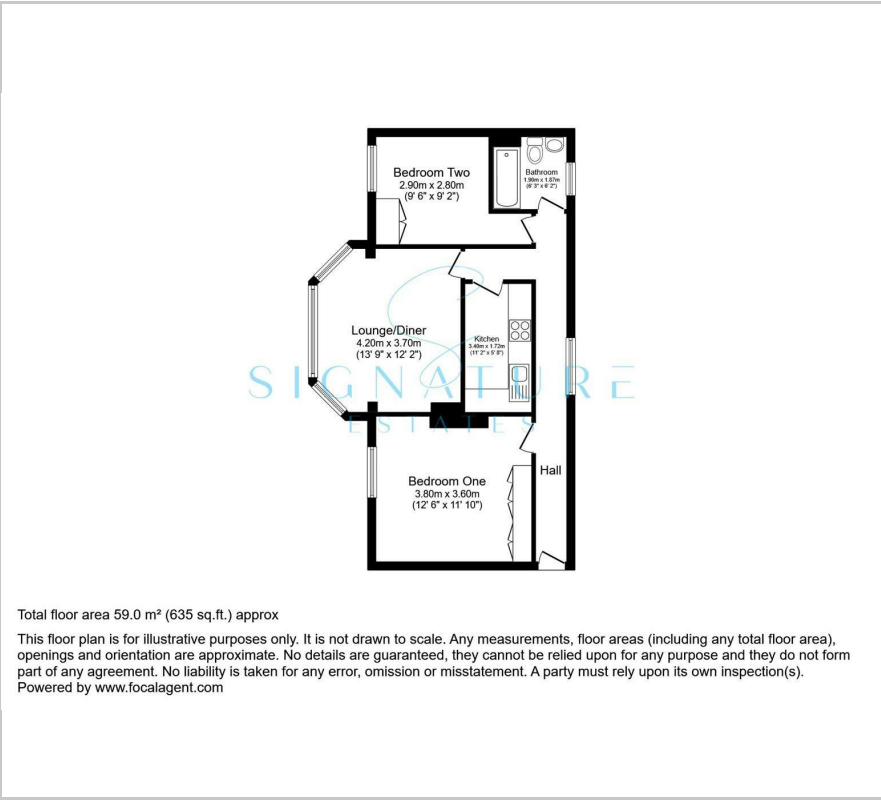 Bedroom Two
2.90m x 2.80m
(9' 6" x 9' 2")
Bathroom
1.90m x 1.87m
(6' 3" x 6' 2")
Lounge/Diner
4.20m x 3.70m
(13' 9" x 12' 2")
Kitchen
3.40m x 1.72m
(11' 2" x 5' 8")
SIGNATURE
ESTATES
Bedroom One
3.80m x 3.60m
(12' 6" x 11' 10")
Hall
Total floor area 59.0 m² (635 sq.ft.) approx
This floor plan is for illustrative purposes only. It is not drawn to scale. Any measurements, floor areas (including any total floor area),
openings and orientation are approximate. No details are guaranteed, they cannot be relied upon for any purpose and they do not form
part of any agreement. No liability is taken for any error, omission or misstatement. A party must rely upon its own inspection(s).
Powered by www.focalagent.com